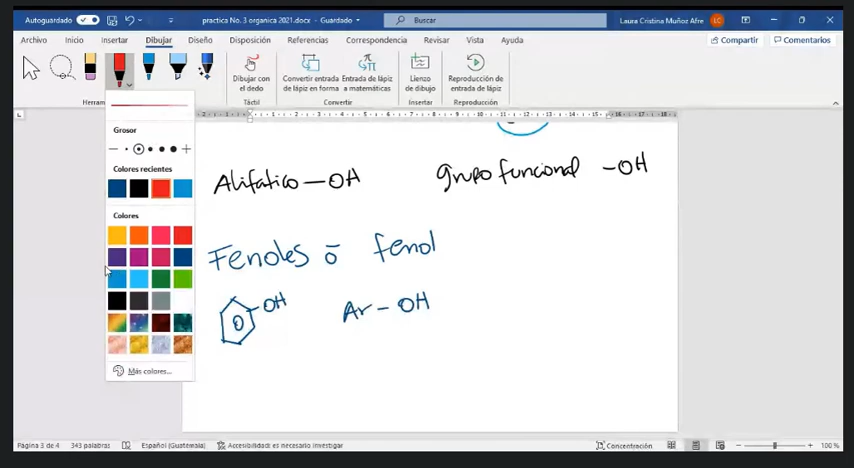 Autoguardado
practica No. 3 organica 2021.docx - Guardado
Buscar
Laura Cristina Muñoz Afre
LC
Archivo Inicio Insertar Dibujar Diseño Disposición Referencias Correspondencia Revisar Vista Ayuda
Compartir Comentarios
Dibujar con el dedo
Convertir entrada de lápiz en forma
Entrada de lápiz a matemáticas
Lienzo de dibujo
Reproducción de entrada de lápiz
Herram
Táctil Convertir Insertar Reproducción
Grosor
Colores recientes
Colores
Más colores...
Alifatico — OH
grupo funcional - OH
Fenoles ō fenol
OH
Ar - OH
Página 3 de 4 343 palabras Español (Guatemala) Accesibilidad: es necesario investigar
Concentración
100 %